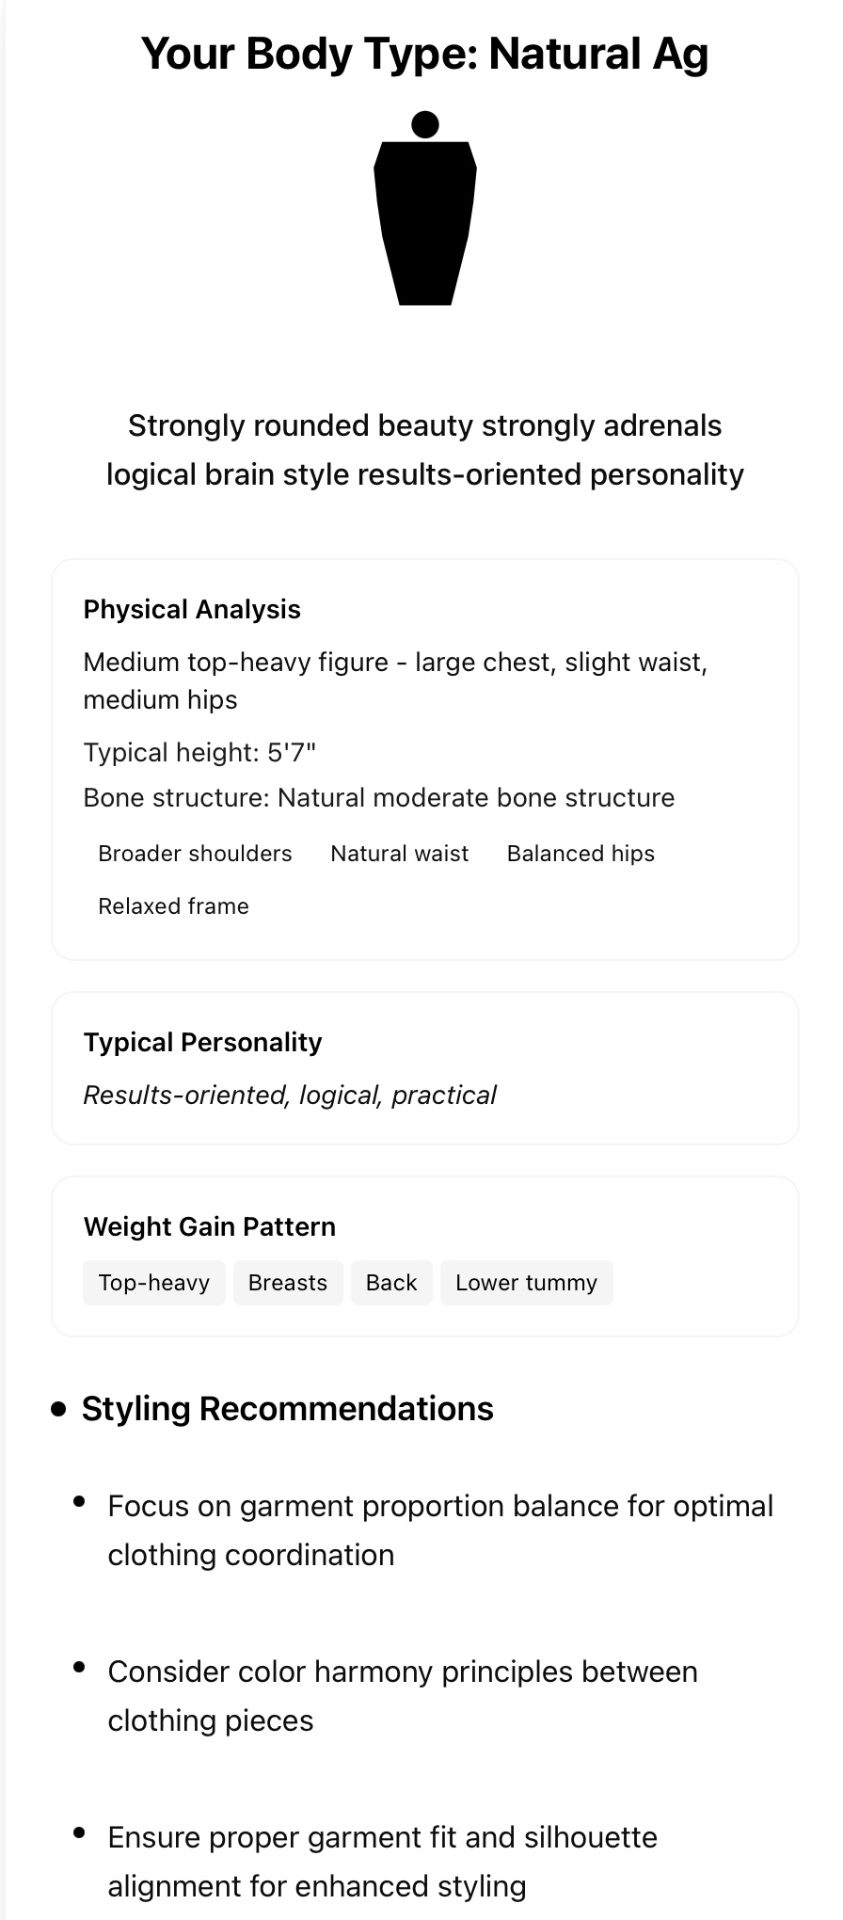 Your Body Type: Natural Ag
Strongly rounded beauty strongly adrenals
logical brain style results-oriented personality
Physical Analysis
Medium top-heavy figure - large chest, slight waist,
medium hips
Typical height: 5'7"
Bone structure: Natural moderate bone structure
Broader shoulders Natural waist Balanced hips
Relaxed frame
Typical Personality
Results-oriented, logical, practical
Weight Gain Pattern
Top-heavy Breasts Back Lower tummy
• Styling Recommendations
• Focus on garment proportion balance for optimal
clothing coordination
• Consider color harmony principles between
clothing pieces
• Ensure proper garment fit and silhouette
alignment for enhanced styling